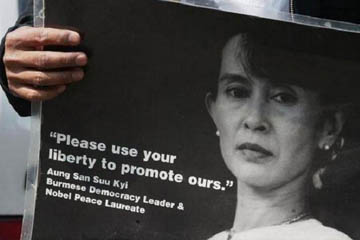 "Please use your
liberty to promote ours."
Aung San Suu Kyi
Burmese Democracy Leader &
Nobel Peace Laureate